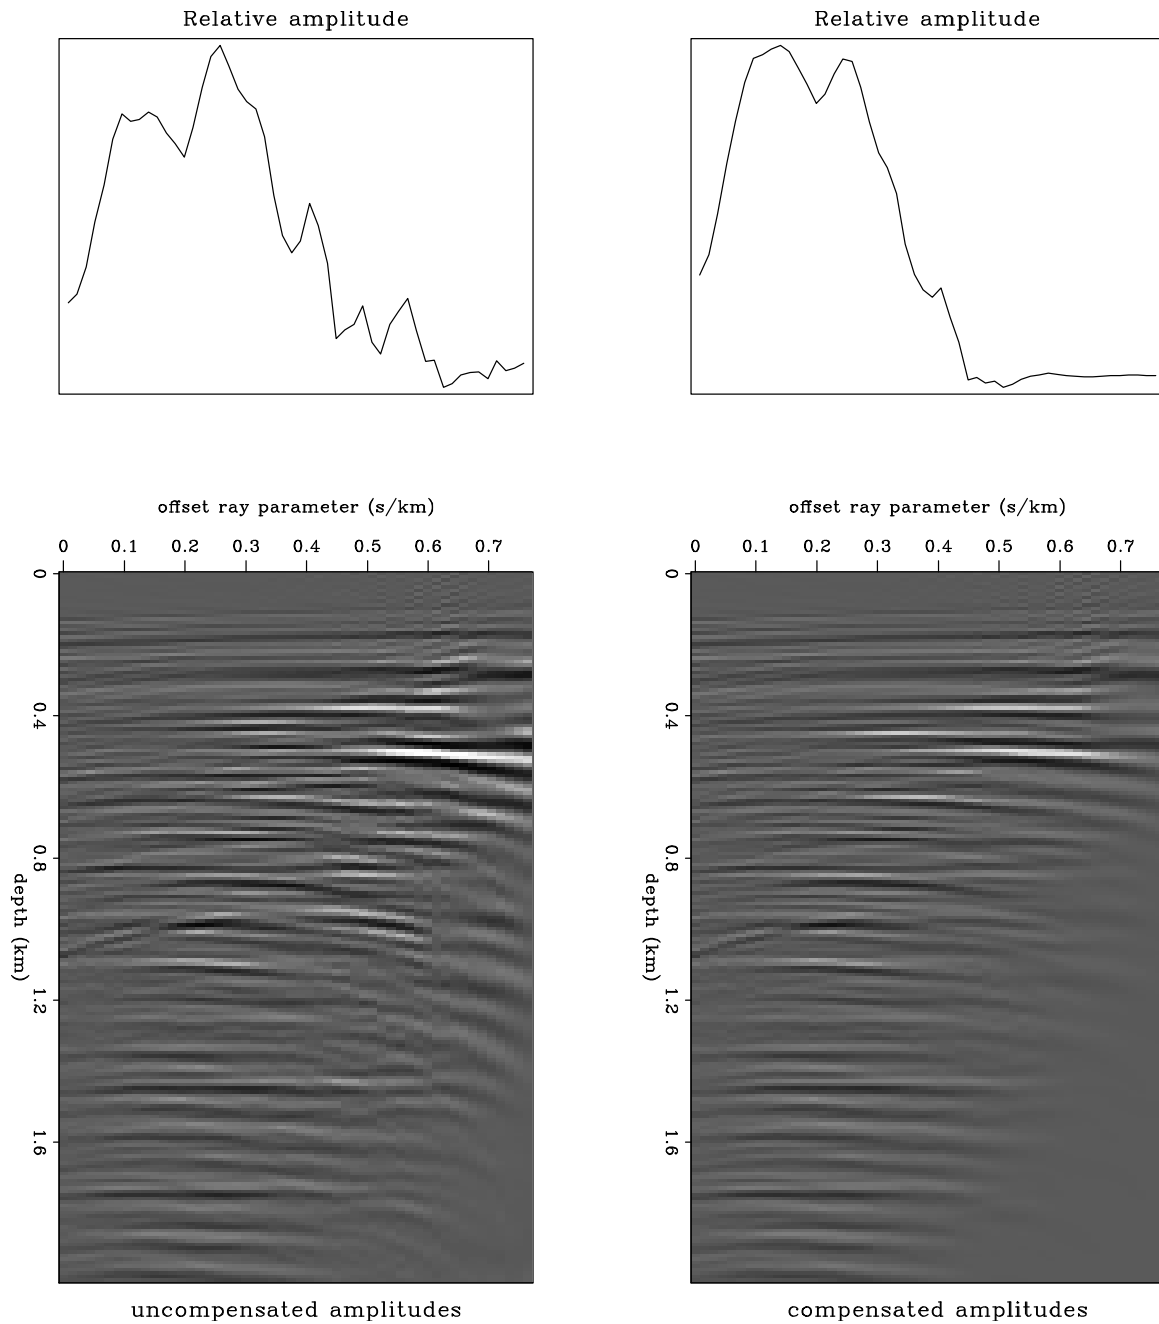 Relative amplitude
Relative amplitude
offset ray parameter (s/km)
0 0.1 0.2 0.3 0.4 0.5 0.6 0.7
offset ray parameter (s/km)
0 0.1 0.2 0.3 0.4 0.5 0.6 0.7
0
0.4
0.8
1.2
1.6
depth (km)
0
0.4
0.8
1.2
1.6
depth (km)
uncompensated amplitudes
compensated amplitudes